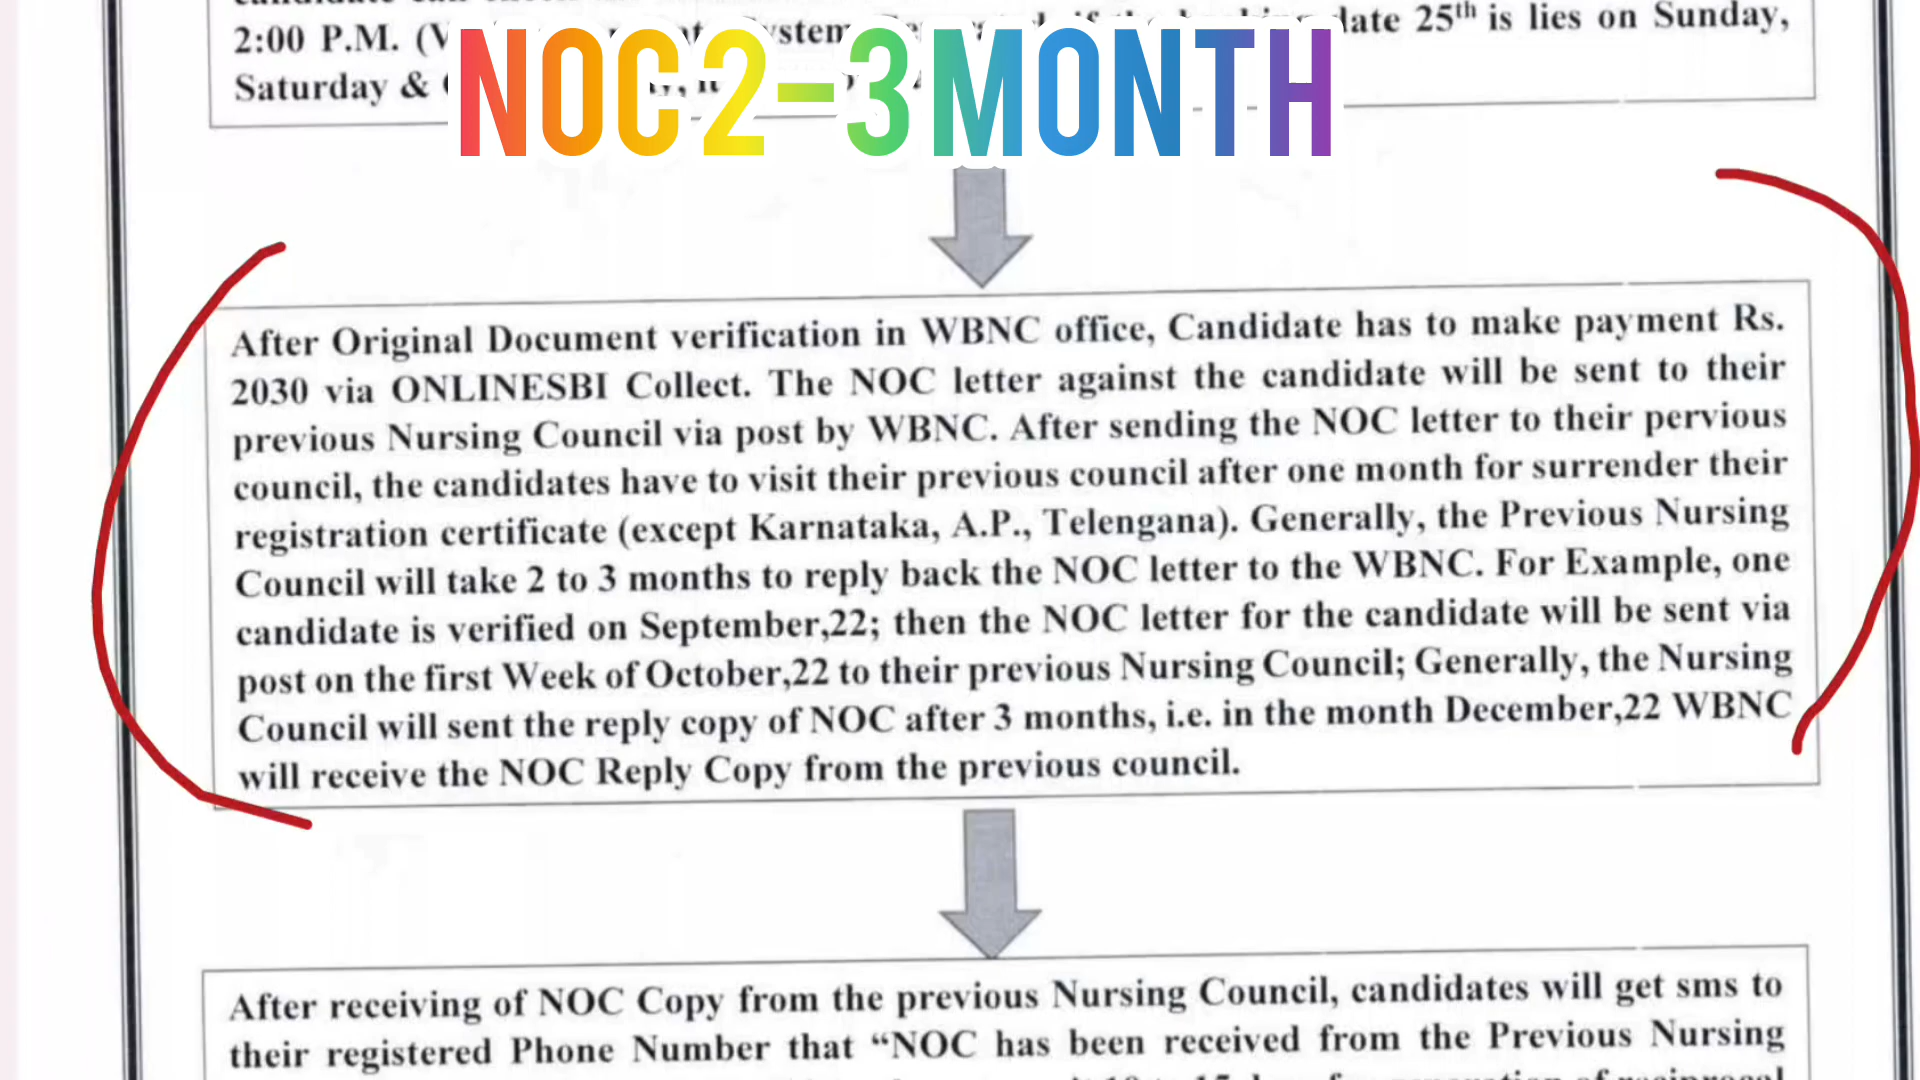 2:00 P.M. date 25th is lies on Sunday,
Saturday &
NOC 2-3 MONTH
After Original Document verification in WBNC office, Candidate has to make payment Rs.
2030 via ONLINESBI Collect. The NOC letter against the candidate will be sent to their
previous Nursing Council via post by WBNC. After sending the NOC letter to their pervious
council, the candidates have to visit their previous council after one month for surrender their
registration certificate (except Karnataka, A.P., Telengana). Generally, the Previous Nursing
Council will take 2 to 3 months to reply back the NOC letter to the WBNC. For Example, one
candidate is verified on September,22; then the NOC letter for the candidate will be sent via
post on the first Week of October,22 to their previous Nursing Council; Generally, the Nursing
Council will sent the reply copy of NOC after 3 months, i.e. in the month December,22 WBNC
will receive the NOC Reply Copy from the previous council.
After receiving of NOC Copy from the previous Nursing Council, candidates will get sms to
their registered Phone Number that “NOC has been received from the Previous Nursing